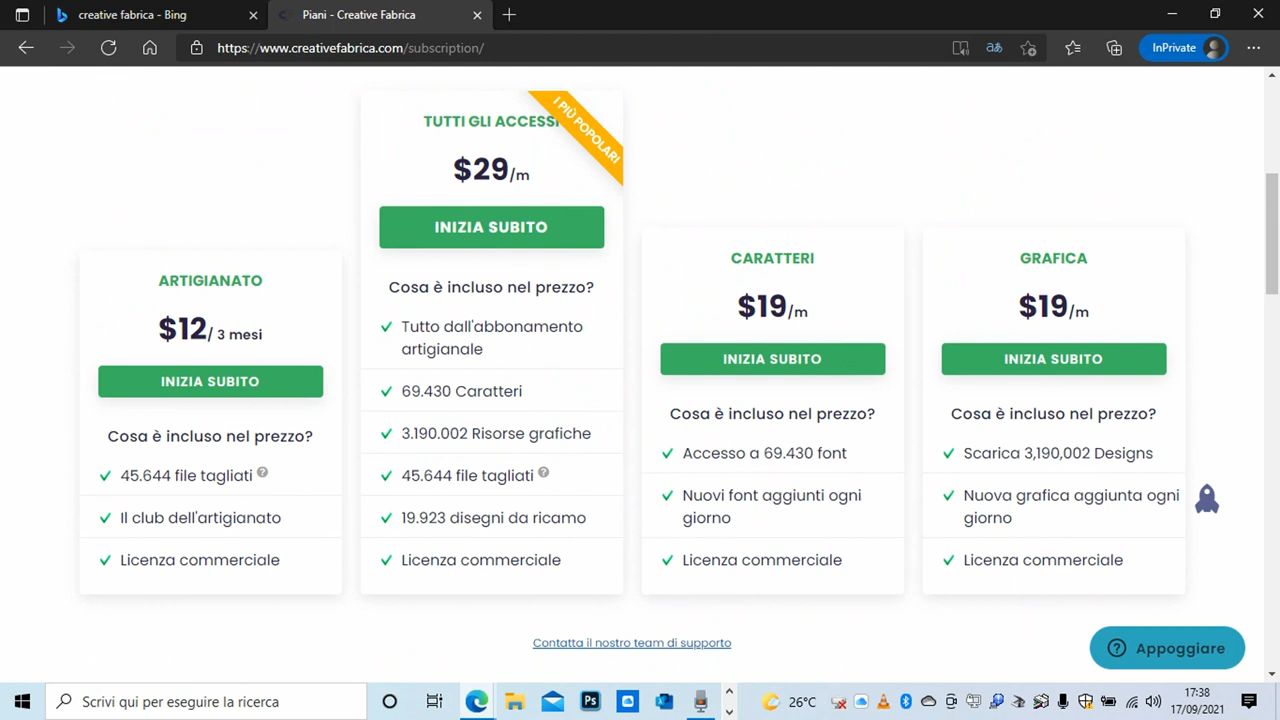 creative fabrica - Bing
Piani - Creative Fabrica
https://www.creativefabrica.com/subscription/
aあ
InPrivate
ARTIGIANATO
$12/ 3 mesi
INIZIA SUBITO
Cosa è incluso nel prezzo?
45.644 file tagliati ?
Il club dell'artigianato
Licenza commerciale
I PIÙ POPOLARI
TUTTI GLI ACCESSI
$29/m
INIZIA SUBITO
Cosa è incluso nel prezzo?
Tutto dall'abbonamento
artigianale
69.430 Caratteri
3.190.002 Risorse grafiche
45.644 file tagliati ?
19.923 disegni da ricamo
Licenza commerciale
CARATTERI
$19/m
INIZIA SUBITO
Cosa è incluso nel prezzo?
Accesso a 69.430 font
Nuovi font aggiunti ogni
giorno
Licenza commerciale
GRAFICA
$19/m
INIZIA SUBITO
Cosa è incluso nel prezzo?
Scarica 3,190,002 Designs
Nuova grafica aggiunta ogni
giorno
Licenza commerciale
Contatta il nostro team di supporto
? Appoggiare
Scrivi qui per eseguire la ricerca
Ps
26°C
17:38
17/09/2021